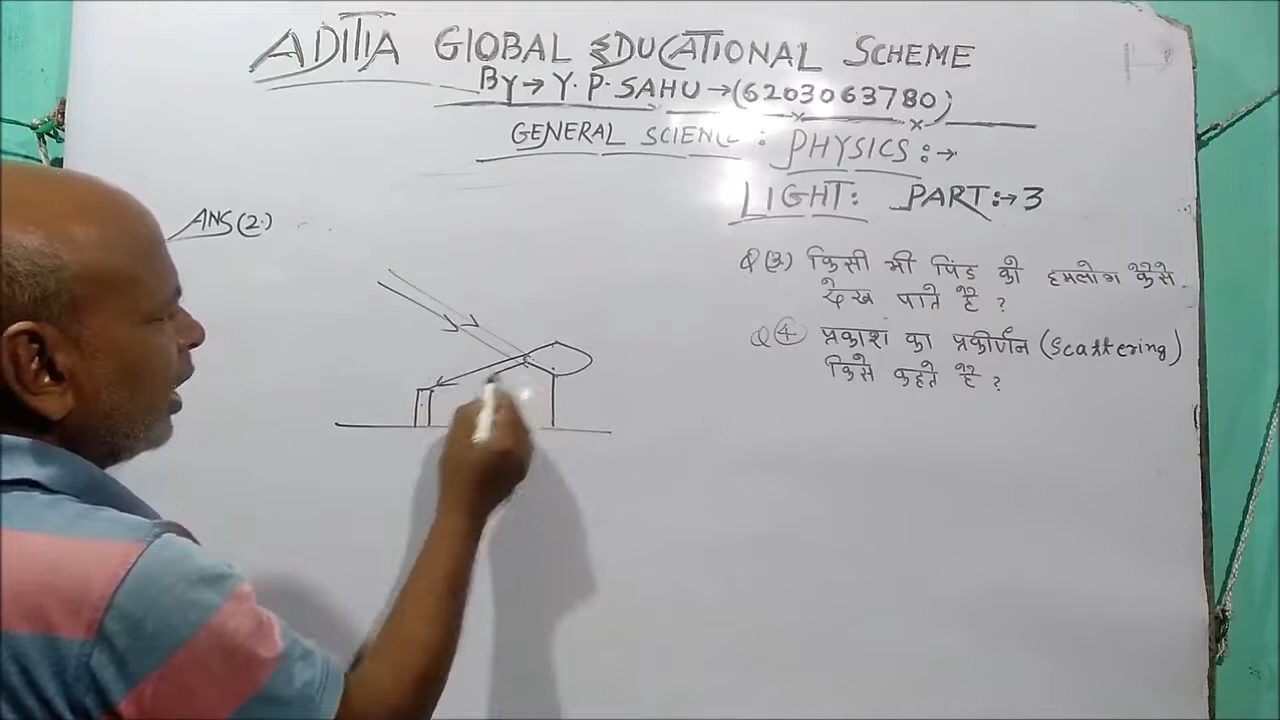 ADITIA GLOBAL EDUCATIONAL SCHEME
BY → Y. P. SAHU → (6203063780)
GENERAL SCIENCE : PHYSICS : →
LIGHT : PART : → 3
ANS (2.)
Q (3) किसी भी पिंड को हमलोग कैसे
देख पाते है ?
Q ④ प्रकाश का प्रकीर्णन (Scattering)
किसे कहते है ?